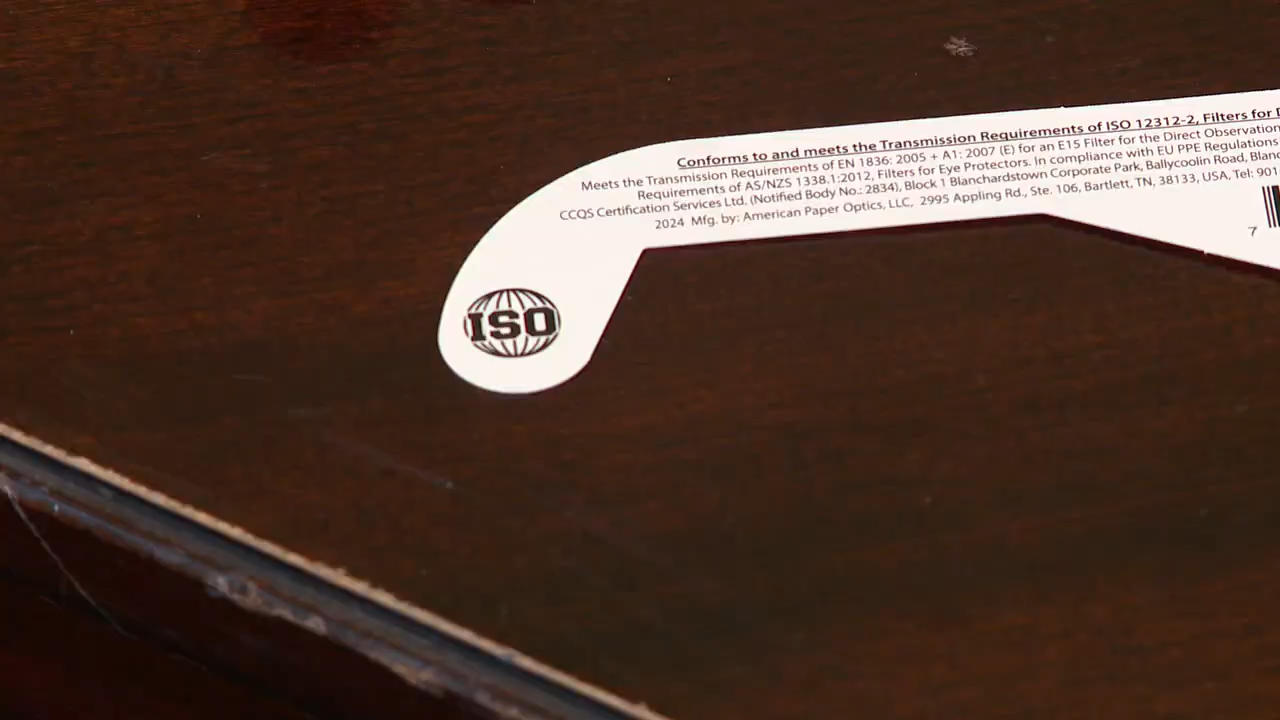 Conforms to and meets the Transmission Requirements of ISO 12312-2, Filters for
Meets the Transmission Requirements of EN 1836: 2005 + A1: 2007 (E) for an E15 Filter for the Direct Observation
Requirements of AS/NZS 1338.1:2012, Filters for Eye Protectors. In compliance with EU PPE Regulations
CCQS Certification Services Ltd. (Notified Body No.: 2834), Block 1 Blanchardstown Corporate Park, Ballycoolin Road,
2024 Mfg. by: American Paper Optics, LLC, 2995 Appling Rd., Ste. 106, Bartlett, TN, 38133, USA, Tel: 901
7
ISO